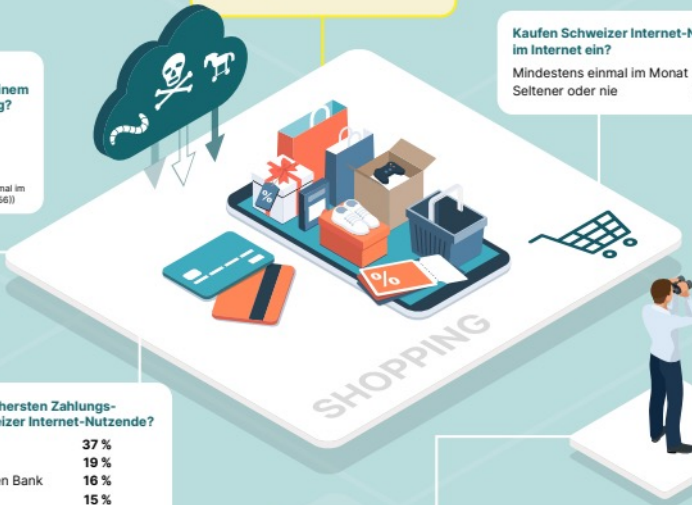 Kaufen Schweizer Internet-N
im Internet ein?
Mindestens einmal im Monat
Seltener oder nie
inem
g?
mal im
66))
%
%
SHOPPING
hersten Zahlungs-
eizer Internet-Nutzende?
37 %
19 %
en Bank 16 %
15 %